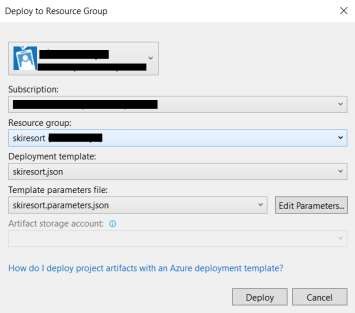 Deploy to Resource Group
Subscription:
Resource group:
skiresort
Deployment template:
skiresort.json
Template parameters file:
skiresort.parameters.json
Edit Parameters...
Artifact storage account:
How do I deploy project artifacts with an Azure deployment template?
Deploy
Cancel